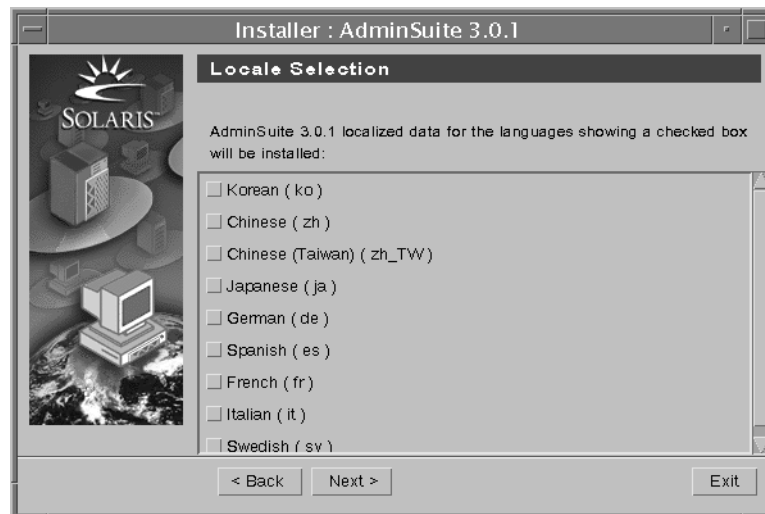 Installer : AdminSuite 3.0.1
Locale Selection
SOLARIS™
AdminSuite 3.0.1 localized data for the languages showing a checked box
will be installed:
Korean ( ko )
Chinese ( zh )
Chinese (Taiwan) ( zh_TW )
Japanese ( ja )
German ( de )
Spanish ( es )
French ( fr )
Italian ( it )
Swedish ( sv )
< Back
Next >
Exit